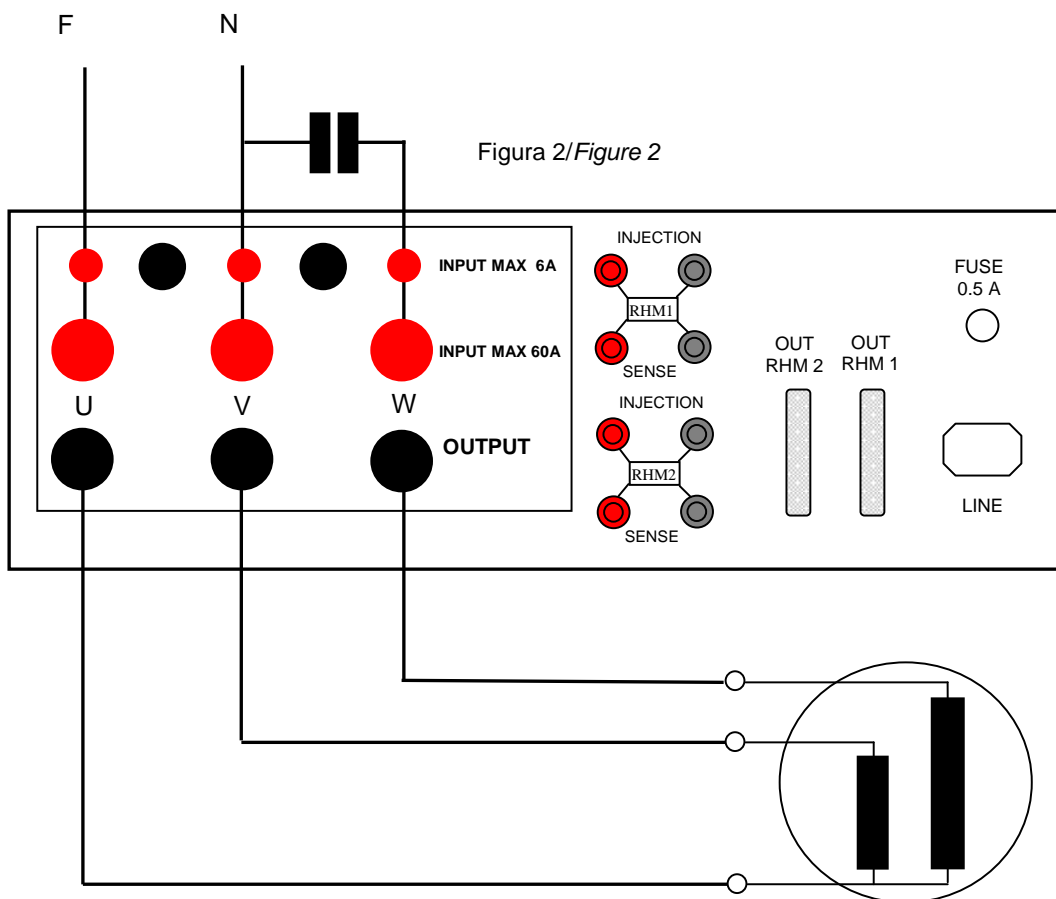 F N
Figura 2/Figure 2
INJECTION
INPUT MAX 6A
FUSE
0.5 A
RHM1
OUT
RHM 2
OUT
RHM 1
INPUT MAX 60A
SENSE
U V W
INJECTION
OUTPUT
RHM2
LINE
SENSE